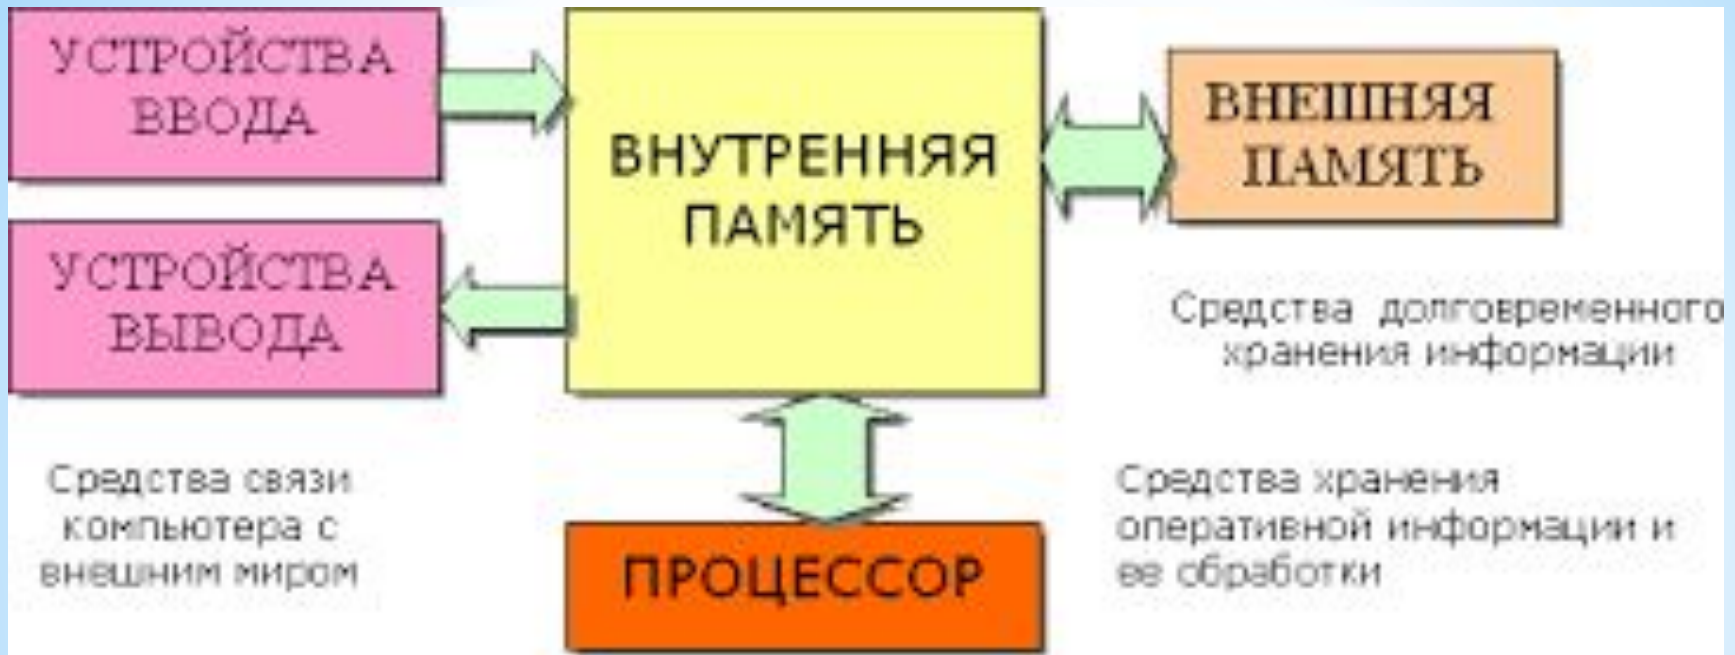 УСТРОЙСТВА
ВВОДА
УСТРОЙСТВА
ВЫВОДА
Средства связи
компьютера с
внешним миром
ВНУТРЕННЯЯ
ПАМЯТЬ
ПРОЦЕССОР
ВНЕШНЯЯ
ПАМЯТЬ
Средства долговременного
хранения информации
Средства хранения
оперативной информации и
ее обработки